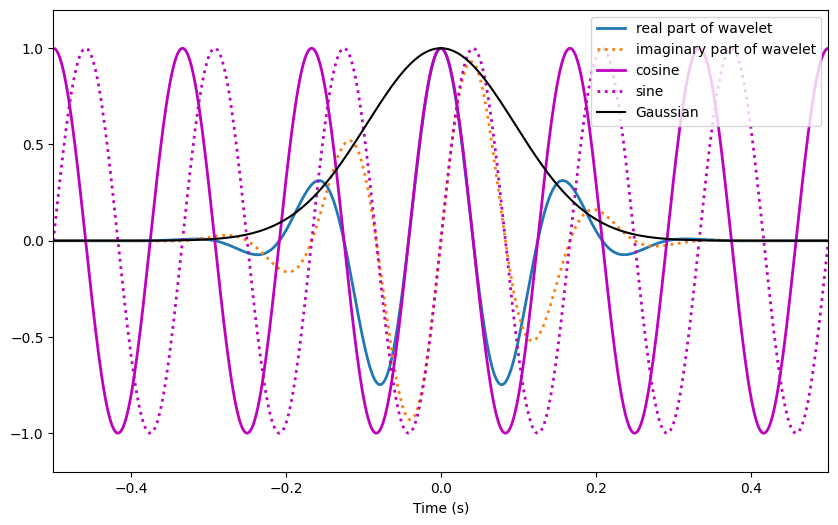 real part of wavelet
imaginary part of wavelet
cosine
sine
Gaussian
1.0
0.5
0.0
−0.5
−1.0
−0.4 −0.2 0.0 0.2 0.4
Time (s)